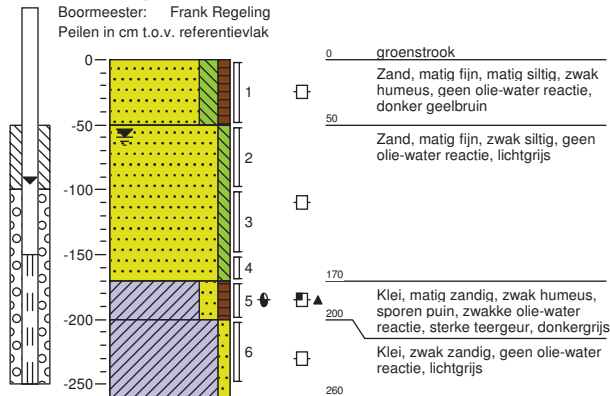 Boormeester: Frank Regeling
Peilen in cm t.o.v. referentievlak
0
-50
-100
-150
-200
-250
1
2
3
4
5
6
0 groenstrook
Zand, matig fijn, matig siltig, zwak
humeus, geen olie-water reactie,
donker geelbruin
50
Zand, matig fijn, zwak siltig, geen
olie-water reactie, lichtgrijs
170
Klei, matig zandig, zwak humeus,
sporen puin, zwakke olie-water
reactie, sterke teergeur, donkergrijs
200
Klei, zwak zandig, geen olie-water
reactie, lichtgrijs
260